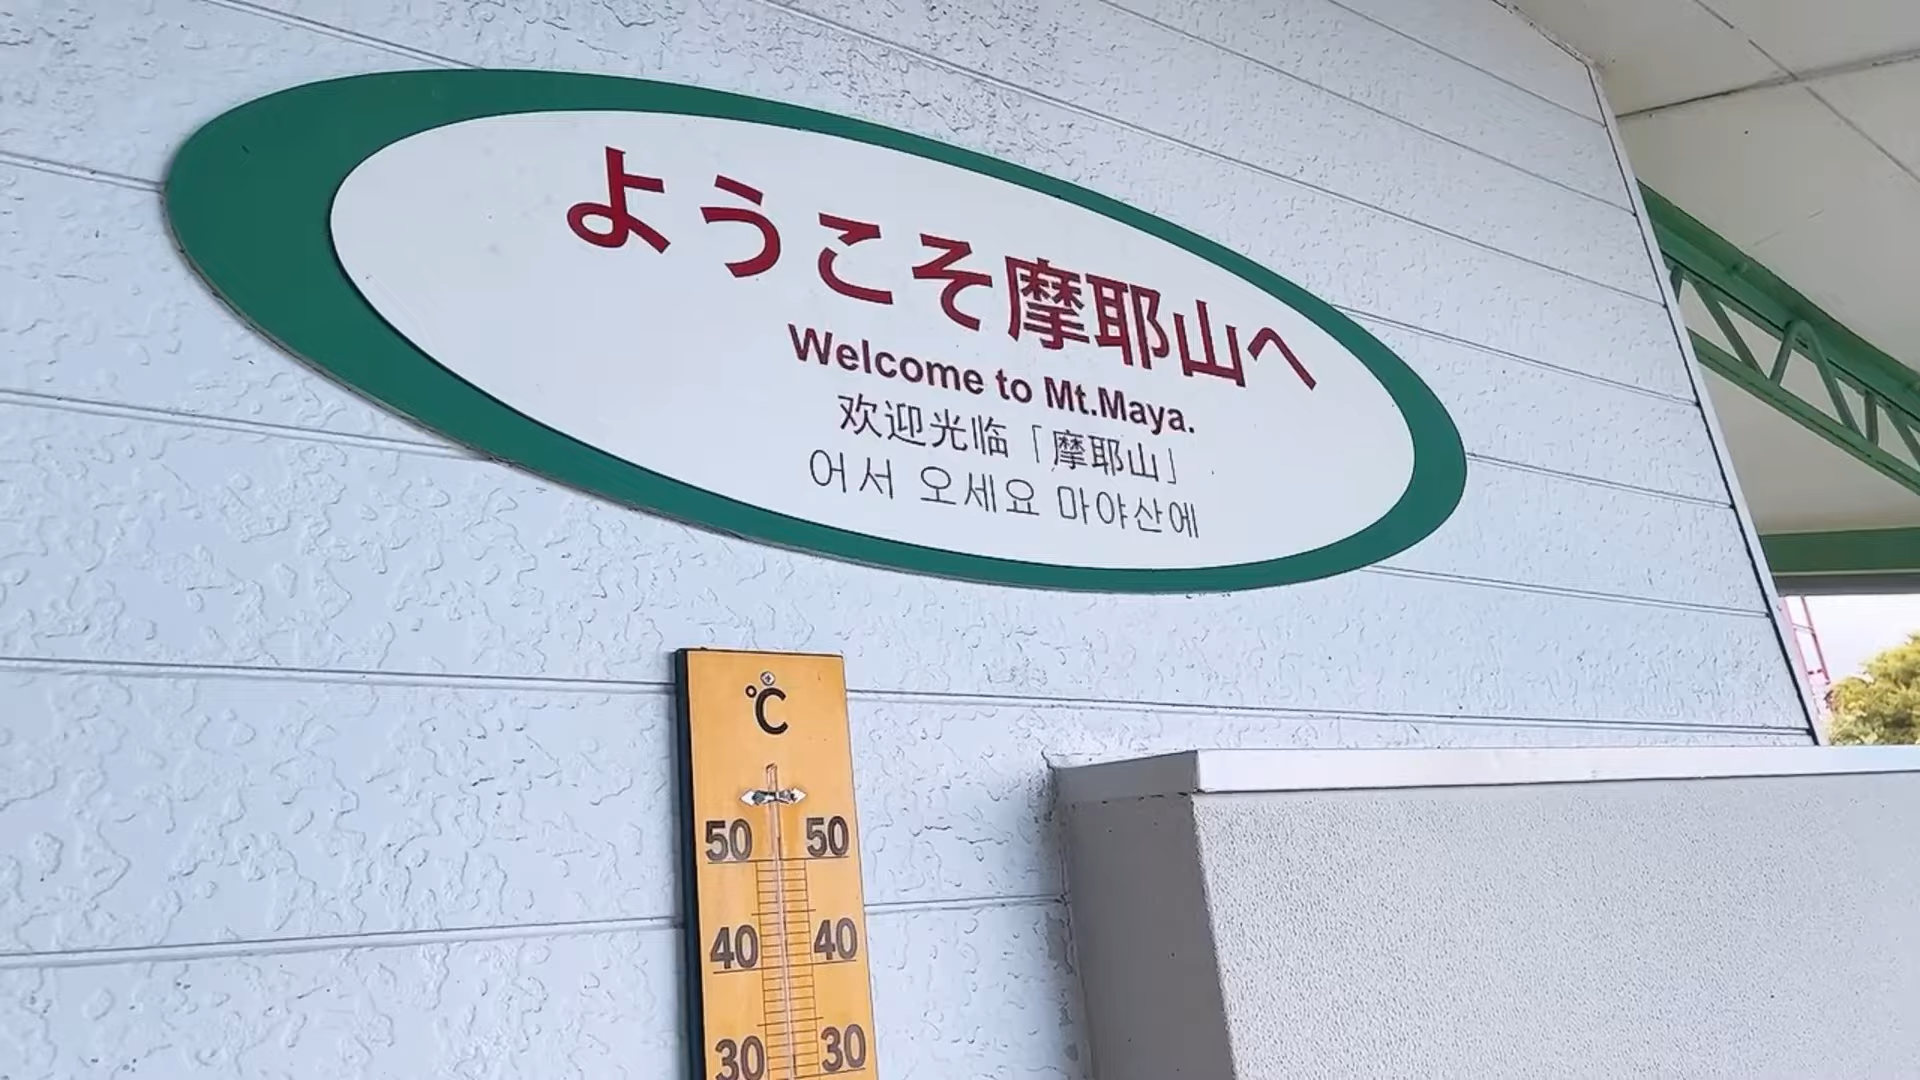 ようこそ摩耶山へ
Welcome to Mt.Maya.
欢迎光临「摩耶山」
어서 오세요 마야산에
℃
50 50
40 40
30 30